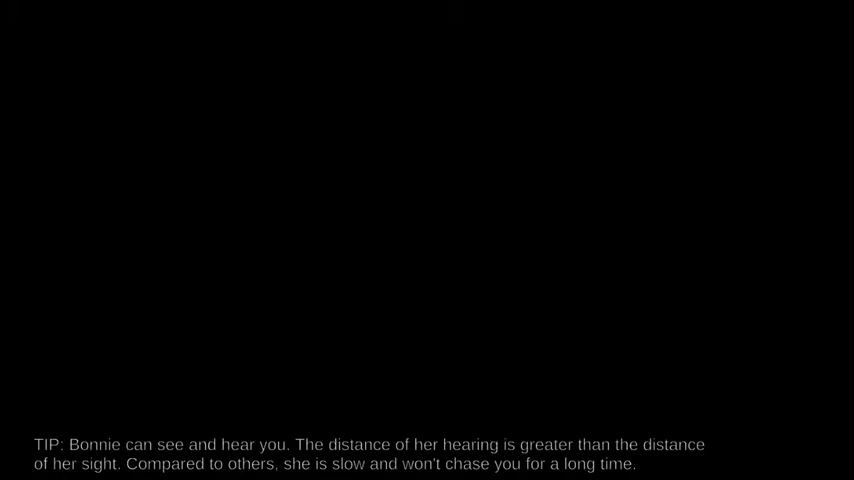 TIP: Bonnie can see and hear you. The distance of her hearing is greater than the distance
of her sight. Compared to others, she is slow and won't chase you for a long time.